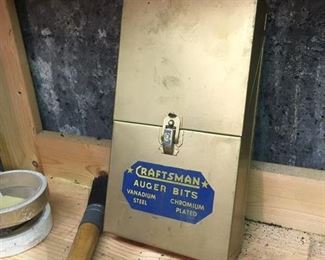 CRAFTSMAN
AUGER BITS
VANADIUM STEEL
CHROMIUM PLATED